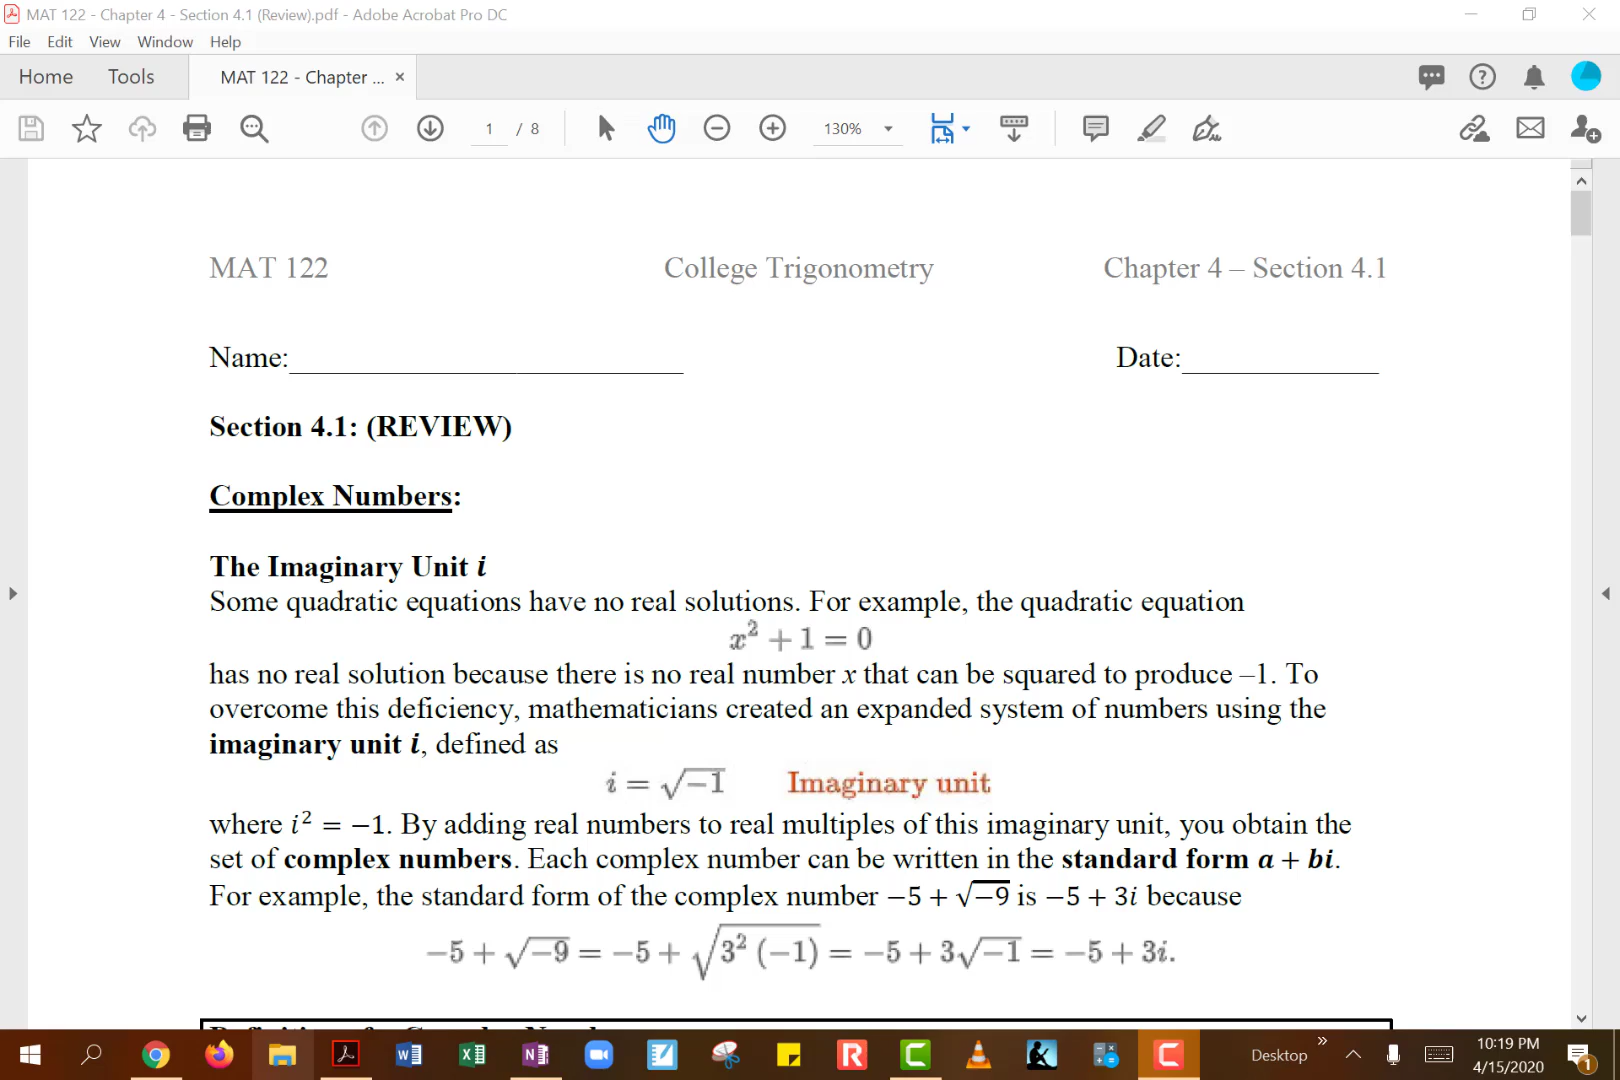 MAT 122 - Chapter 4 - Section 4.1 (Review).pdf - Adobe Acrobat Pro DC
File Edit View Window Help
Home Tools MAT 122 - Chapter ... ×
1 / 8 130%
MAT 122 College Trigonometry Chapter 4 – Section 4.1
Name: Date:
Section 4.1: (REVIEW)
Complex Numbers:
The Imaginary Unit i
Some quadratic equations have no real solutions. For example, the quadratic equation
x² + 1 = 0
has no real solution because there is no real number x that can be squared to produce –1. To
overcome this deficiency, mathematicians created an expanded system of numbers using the
imaginary unit i, defined as
i = √−1 Imaginary unit
where i² = −1. By adding real numbers to real multiples of this imaginary unit, you obtain the
set of complex numbers. Each complex number can be written in the standard form a + bi.
For example, the standard form of the complex number −5 + √−9 is −5 + 3i because
−5 + √−9 = −5 + √3² (−1) = −5 + 3√−1 = −5 + 3i.
Desktop
10:19 PM
4/15/2020
1